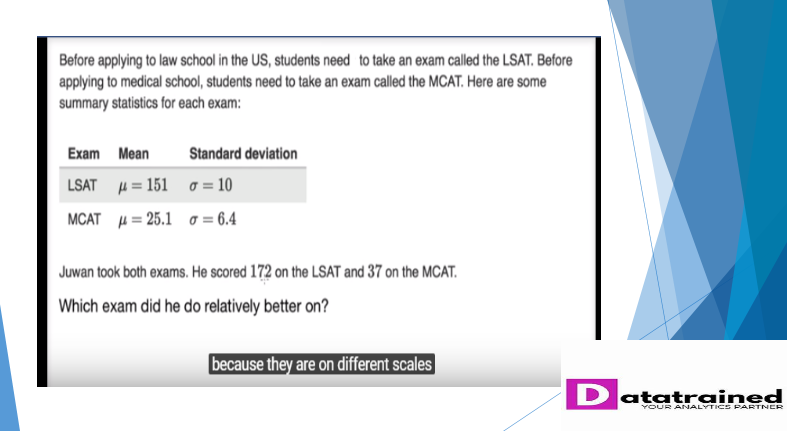 Before applying to law school in the US, students need to take an exam called the LSAT. Before
applying to medical school, students need to take an exam called the MCAT. Here are some
summary statistics for each exam:
Exam Mean Standard deviation
LSAT μ = 151 σ = 10
MCAT μ = 25.1 σ = 6.4
Juwan took both exams. He scored 172 on the LSAT and 37 on the MCAT.
Which exam did he do relatively better on?
because they are on different scales
Datatrained
YOUR ANALYTICS PARTNER